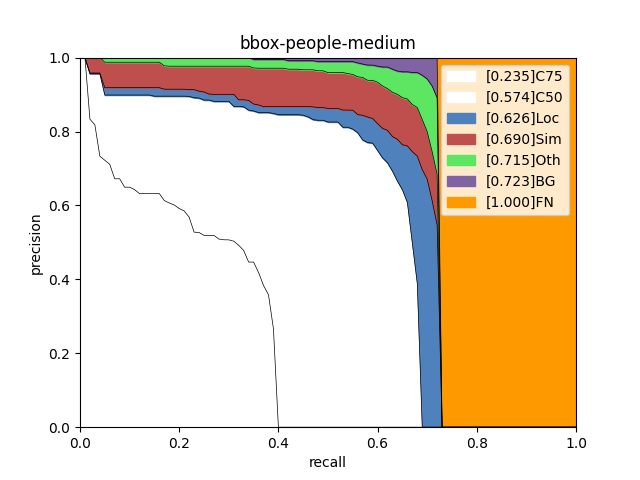 bbox-people-medium
1.0
0.8
0.6
0.4
0.2
0.0
precision
[0.235]C75
[0.574]C50
[0.626]Loc
[0.690]Sim
[0.715]Oth
[0.723]BG
[1.000]FN
0.0 0.2 0.4 0.6 0.8 1.0
recall